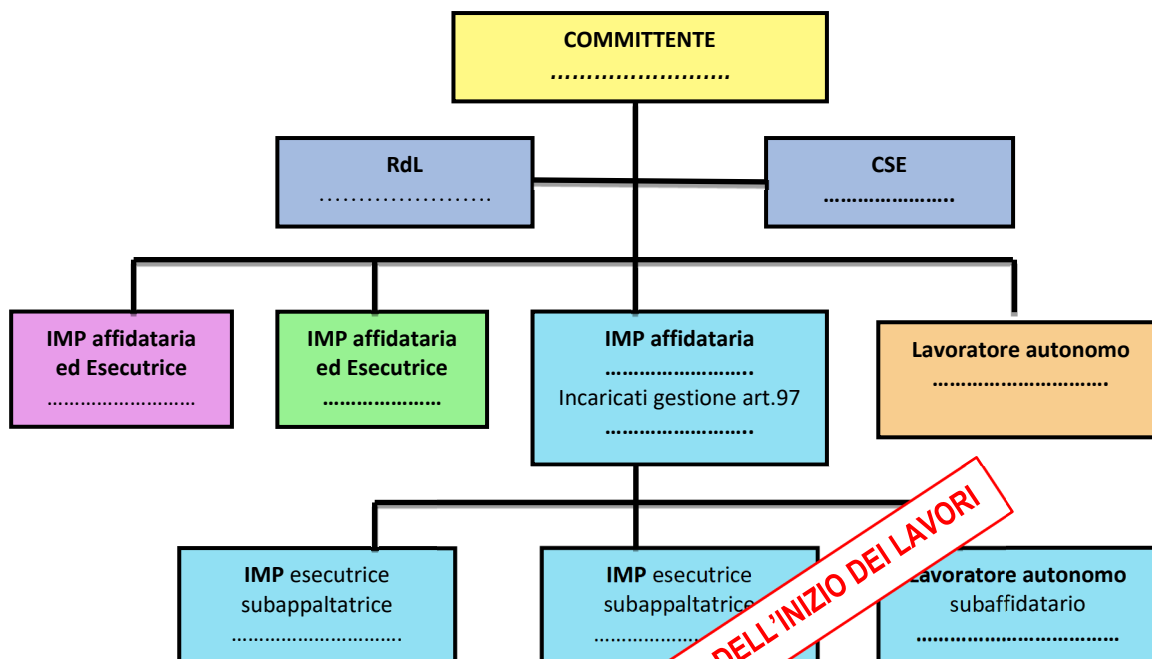 COMMITTENTE
……………………..
RdL
………………….
CSE
…………………..
IMP affidataria
ed Esecutrice
………………………
IMP affidataria
ed Esecutrice
…………………
IMP affidataria
……………………..
Incaricati gestione art.97
……………………..
Lavoratore autonomo
………………………….
IMP esecutrice
subappaltatrice
………………………….
IMP esecutrice
subappaltatrice
…………
Lavoratore autonomo
subaffidatario
………………………………
DELL'INIZIO DEI LAVORI